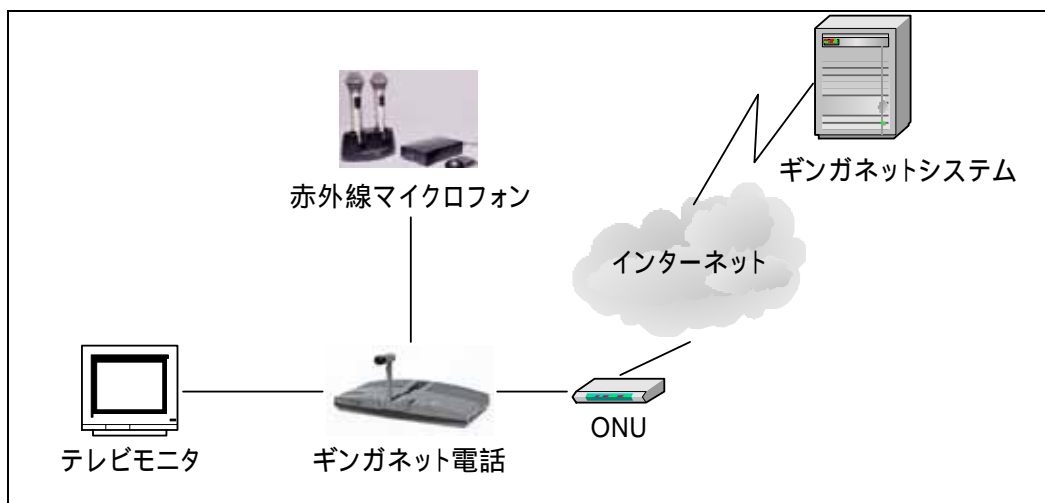 ギンガネットシステム
赤外線マイクロフォン
インターネット
ONU
テレビモニタ
ギンガネット電話